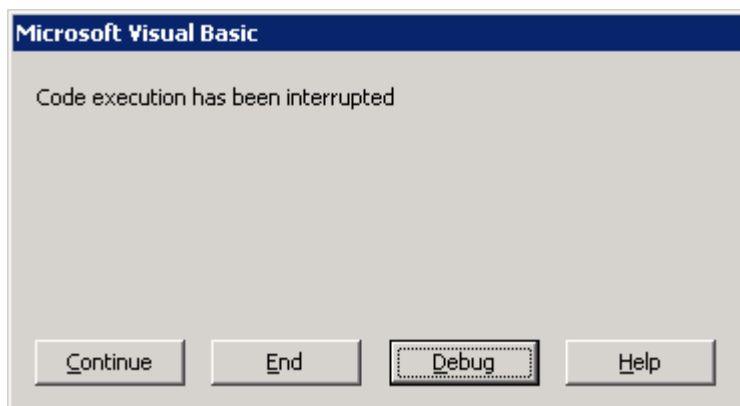 Microsoft Visual Basic
Code execution has been interrupted
Continue
End
Debug
Help